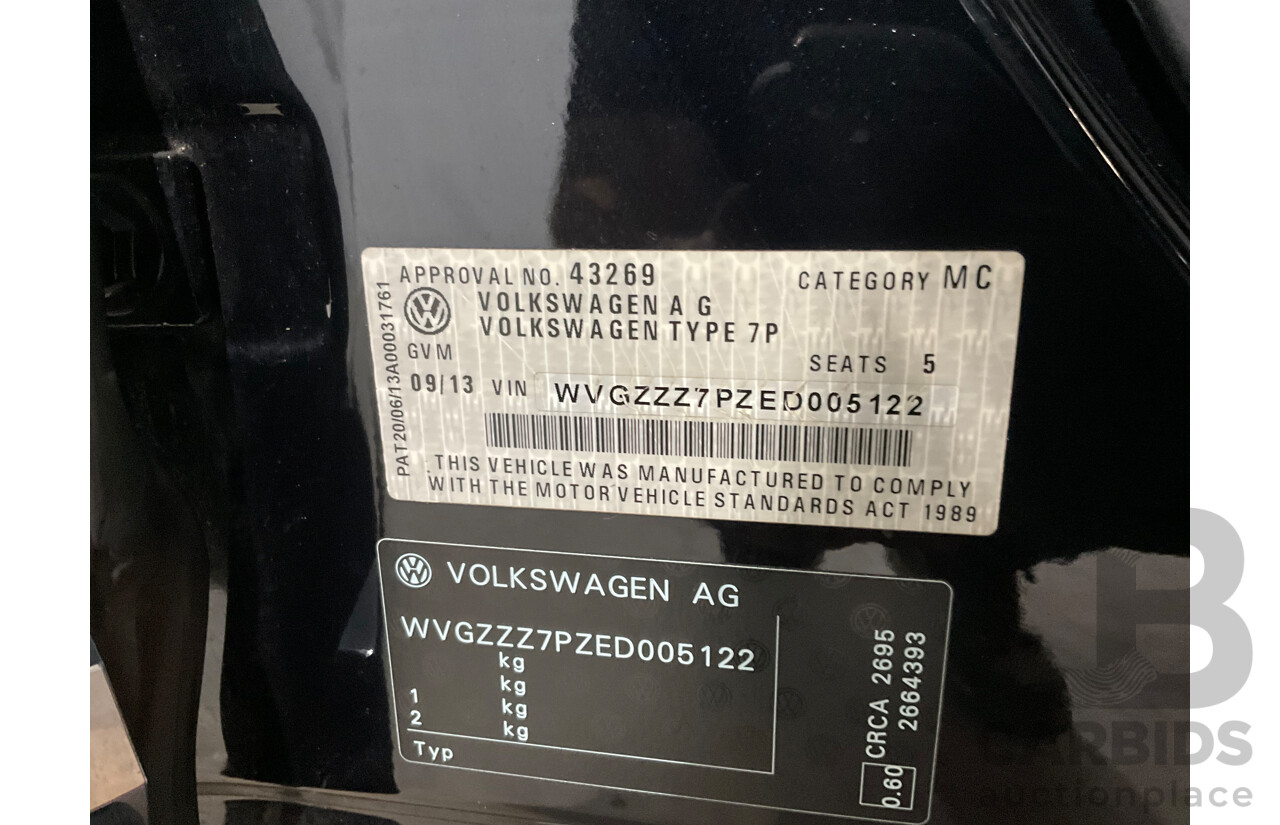 APPROVAL NO. 43269
CATEGORY MC
VOLKSWAGEN A G
VOLKSWAGEN TYPE 7P
GVM
SEATS 5
09/13 VIN WVGZZZ7PZED005122
THIS VEHICLE WAS MANUFACTURED TO COMPLY
WITH THE MOTOR VEHICLE STANDARDS ACT 1989
PAT20/06/13A00031761
VOLKSWAGEN AG
WVGZZZ7PZED005122
kg
kg
1 kg
2 kg
Typ
0.60 CRCA 2695
2664393
B
CARBIDS
auctionplace